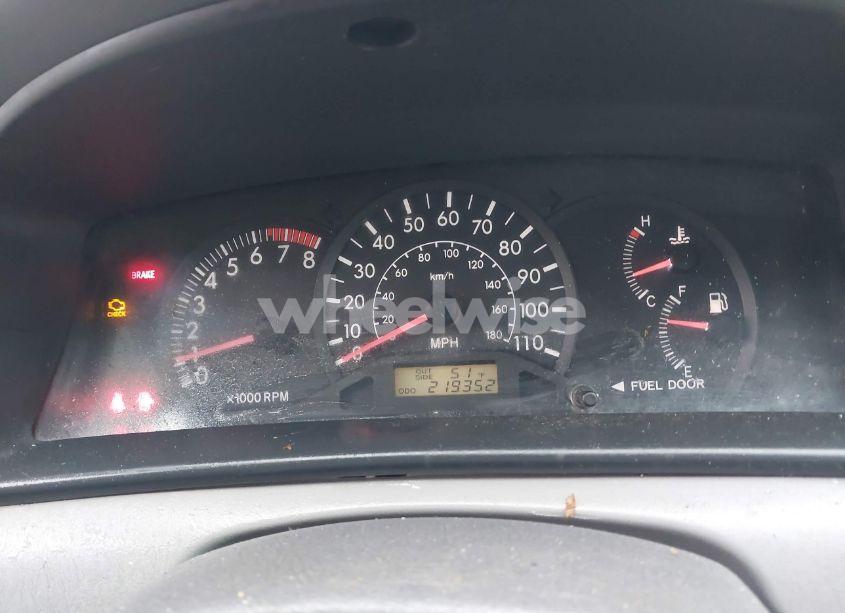 BRAKE
CHECK
0 1 2 3 4 5 6 7 8
×1000 RPM
0 10 20 30 40 50 60 70 80 90 100 110
20 40 60 80 100 120 140 160 180
km/h
MPH
OUT SIDE 51 °F
ODO 219352
H
C
F
E
◄ FUEL DOOR
wheelwise